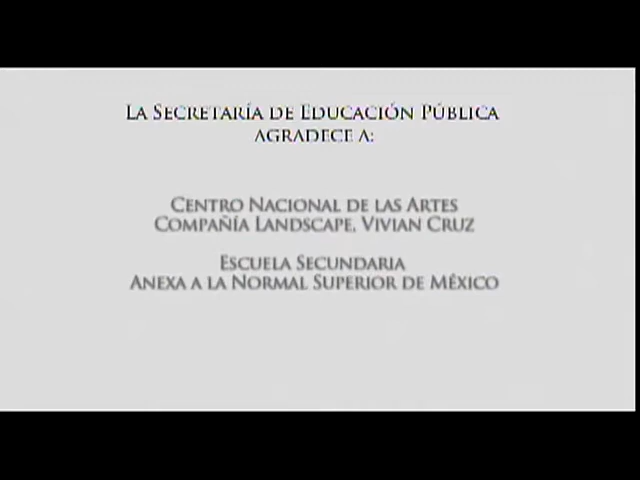 LA SECRETARÍA DE EDUCACIÓN PÚBLICA
AGRADECE A:
CENTRO NACIONAL DE LAS ARTES
COMPAÑÍA LANDSCAPE, VIVIAN CRUZ
ESCUELA SECUNDARIA
ANEXA A LA NORMAL SUPERIOR DE MÉXICO